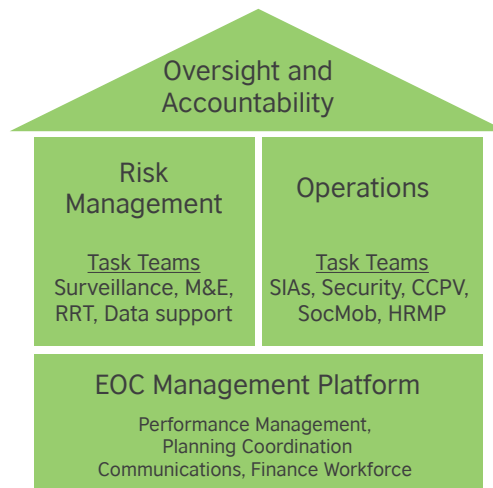 Oversight and
Accountability
Risk
Management
Task Teams
Surveillance, M&E,
RRT, Data support
Operations
Task Teams
SIAs, Security, CCPV,
SocMob, HRMP
EOC Management Platform
Performance Management,
Planning Coordination
Communications, Finance Workforce